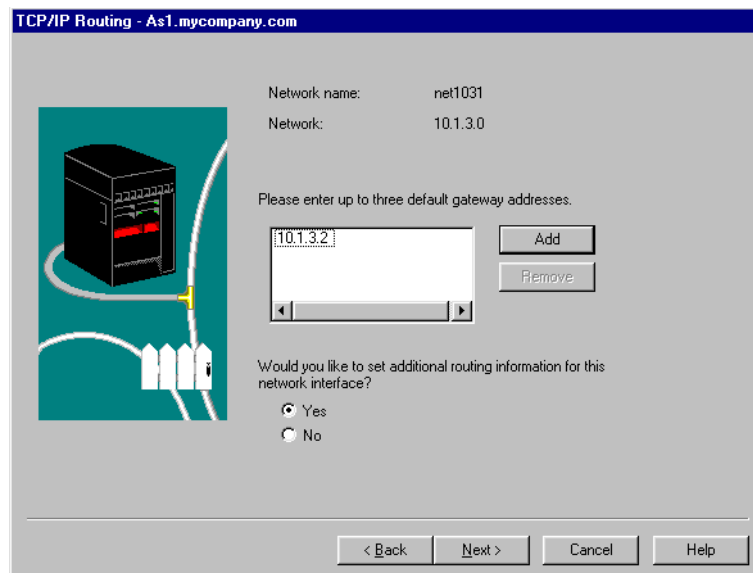 TCP/IP Routing - As1.mycompany.com
Network name: net1031
Network: 10.1.3.0
Please enter up to three default gateway addresses.
10.1.3.2
Add
Remove
Would you like to set additional routing information for this
network interface?
Yes
No
< Back Next > Cancel Help